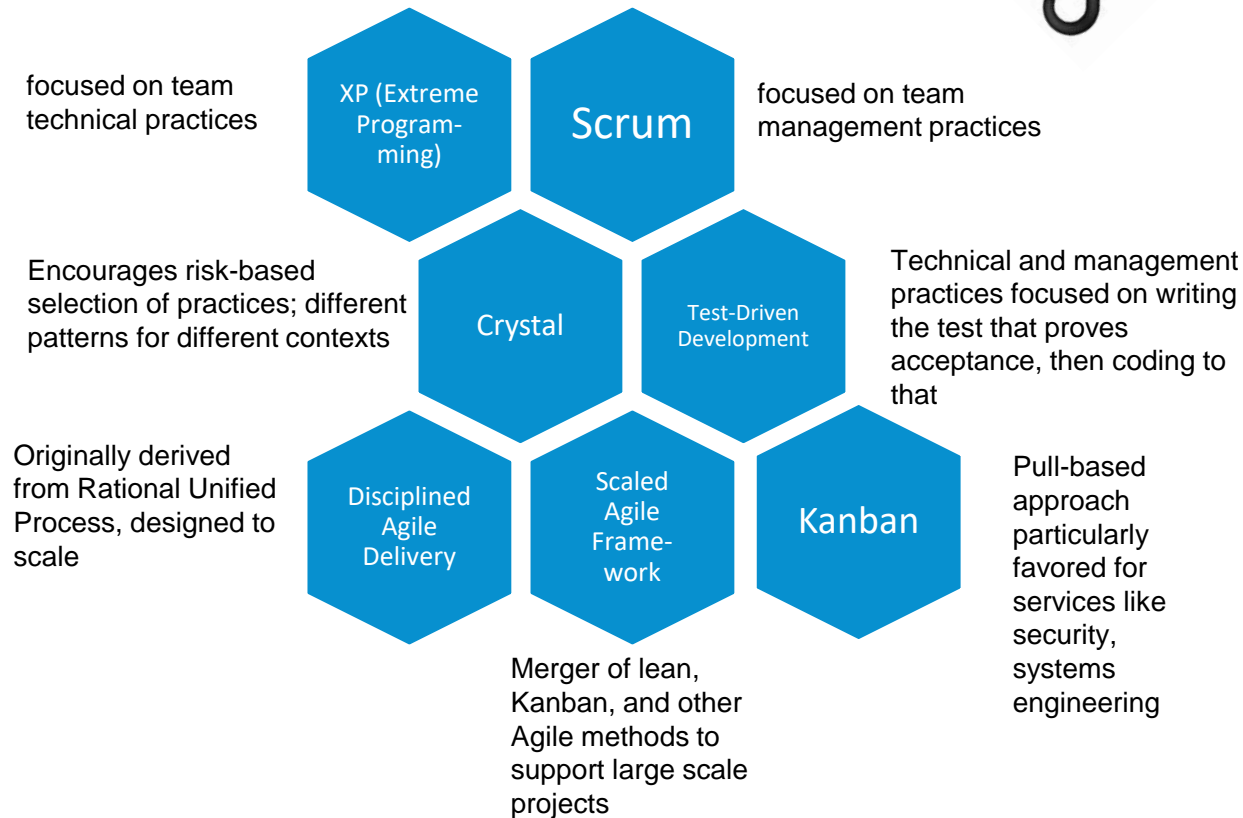 focused on team
technical practices
XP (Extreme
Program-
ming)
Scrum
focused on team
management practices
Encourages risk-based
selection of practices; different
patterns for different contexts
Crystal
Test-Driven
Development
Technical and management
practices focused on writing
the test that proves
acceptance, then coding to
that
Originally derived
from Rational Unified
Process, designed to
scale
Disciplined
Agile
Delivery
Scaled
Agile
Frame-
work
Kanban
Pull-based
approach
particularly
favored for
services like
security,
systems
engineering
Merger of lean,
Kanban, and other
Agile methods to
support large scale
projects